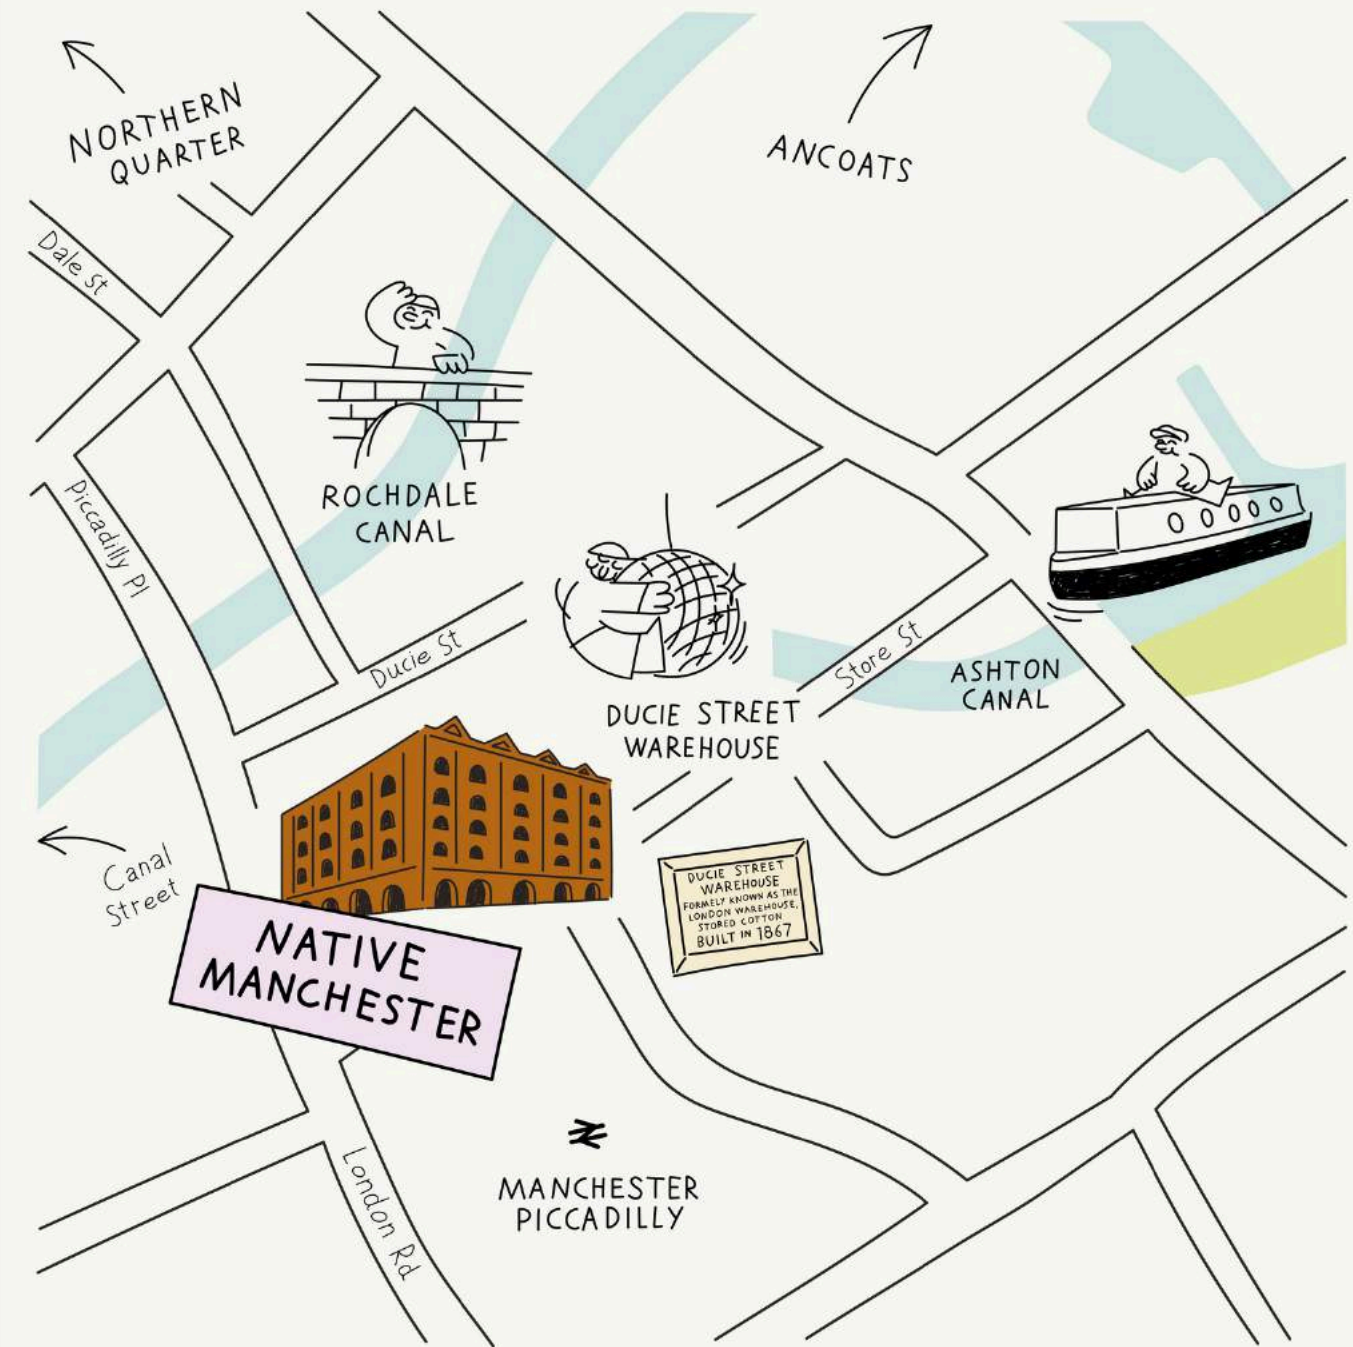 NORTHERN
QUARTER
ANCOATS
Dale St
ROCHDALE
CANAL
Piccadilly Pl
Ducie St
Store St
ASHTON
CANAL
DUCIE STREET
WAREHOUSE
Canal
Street
DUCIE STREET
WAREHOUSE
FORMELY KNOWN AS THE
LONDON WAREHOUSE,
STORED COTTON
BUILT IN 1867
NATIVE
MANCHESTER
MANCHESTER
PICCADILLY
London Rd